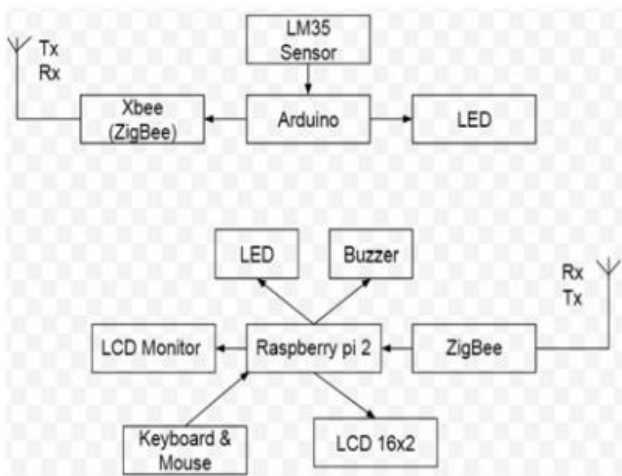 LM35
Sensor
Tx
Rx
Xbee
(ZigBee)
Arduino
LED
LED
Buzzer
Rx
Tx
LCD Monitor
Raspberry pi 2
ZigBee
Keyboard &
Mouse
LCD 16x2